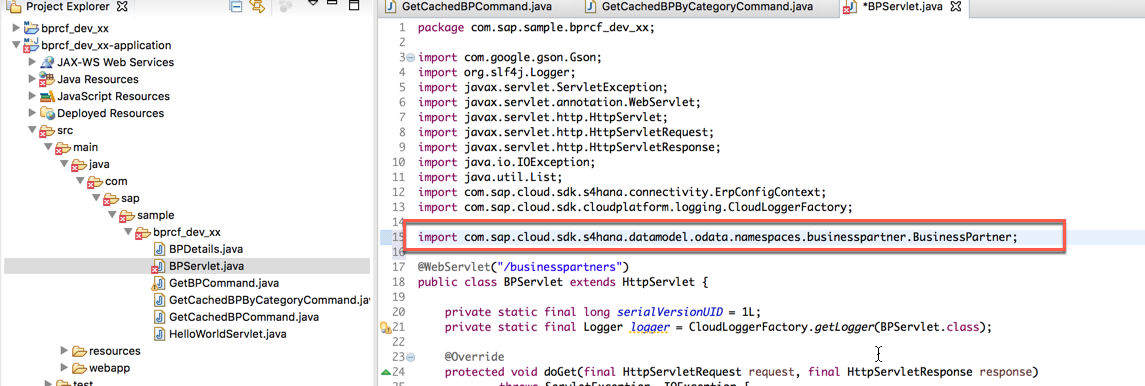 Project Explorer
bprcf_dev_xx
bprcf_dev_xx-application
JAX-WS Web Services
Java Resources
JavaScript Resources
Deployed Resources
src
main
java
com
sap
sample
bprcf_dev_xx
BPDetails.java
BPServlet.java
GetBPCommand.java
GetCachedBPByCategoryCommand.java
GetCachedBPCommand.java
HelloWorldServlet.java
resources
webapp
test
GetCachedBPCommand.java
GetCachedBPByCategoryCommand.java
*BPServlet.java
1 package com.sap.sample.bprcf_dev_xx;
2
3 import com.google.gson.Gson;
4 import org.slf4j.Logger;
5 import javax.servlet.ServletException;
6 import javax.servlet.annotation.WebServlet;
7 import javax.servlet.http.HttpServlet;
8 import javax.servlet.http.HttpServletRequest;
9 import javax.servlet.http.HttpServletResponse;
10 import java.io.IOException;
11 import java.util.List;
12 import com.sap.cloud.sdk.s4hana.connectivity.ErpConfigContext;
13 import com.sap.cloud.sdk.cloudplatform.logging.CloudLoggerFactory;
14
15 import com.sap.cloud.sdk.s4hana.datamodel.odata.namespaces.businesspartner.BusinessPartner;
16
17 @WebServlet("/businesspartners")
18 public class BPServlet extends HttpServlet {
19
20 private static final long serialVersionUID = 1L;
21 private static final Logger logger = CloudLoggerFactory.getLogger(BPServlet.class);
22
23 @Override
24 protected void doGet(final HttpServletRequest request, final HttpServletResponse response)
25 throws ServletException, IOException {